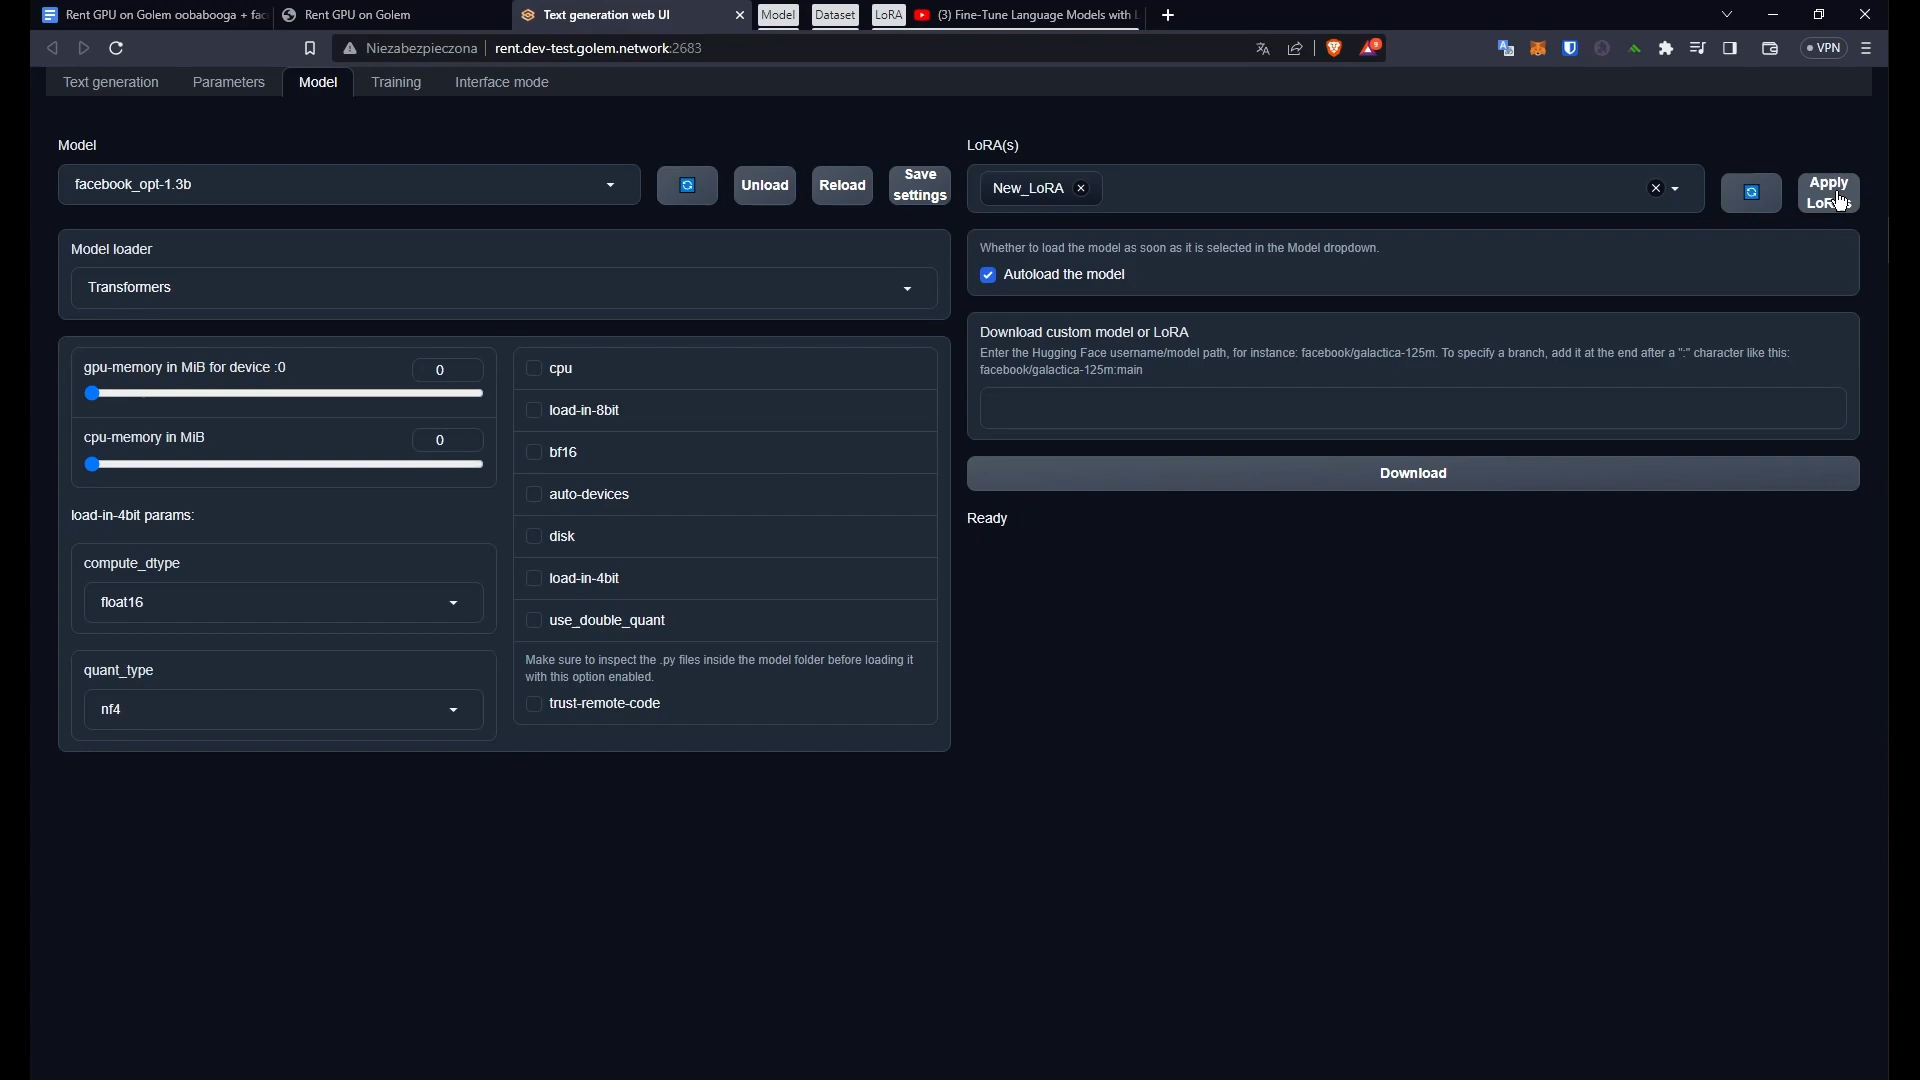 Rent GPU on Golem oobabooga + fac
Rent GPU on Golem
Text generation web UI
Model
Dataset
LoRA
(3) Fine-Tune Language Models with L
Niezabezpieczona
rent.dev-test.golem.network:2683
9
VPN
Text generation
Parameters
Model
Training
Interface mode
Model
facebook_opt-1.3b
Unload
Reload
Save
settings
LoRA(s)
New_LoRA
Apply
Model loader
Transformers
Whether to load the model as soon as it is selected in the Model dropdown.
Autoload the model
Download custom model or LoRA
Enter the Hugging Face username/model path, for instance: facebook/galactica-125m. To specify a branch, add it at the end after a ":" character like this:
facebook/galactica-125m:main
Download
Ready
gpu-memory in MiB for device :0
0
cpu-memory in MiB
0
load-in-4bit params:
compute_dtype
float16
quant_type
nf4
cpu
load-in-8bit
bf16
auto-devices
disk
load-in-4bit
use_double_quant
Make sure to inspect the .py files inside the model folder before loading it
with this option enabled.
trust-remote-code